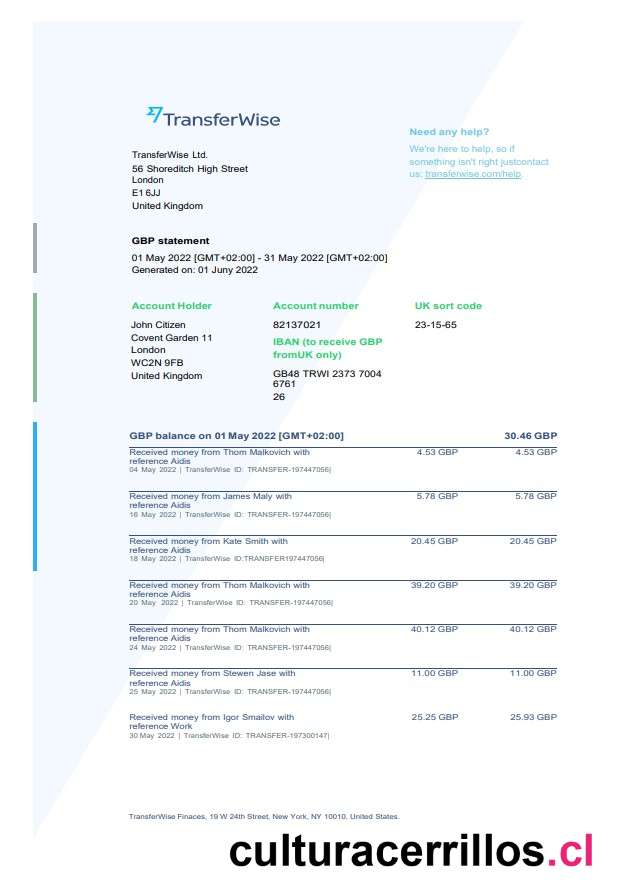 TransferWise
Need any help?
We're here to help, so if
something isn't right justcontact
us: transferwise.com/help.
TransferWise Ltd.
56 Shoreditch High Street
London
E1 6JJ
United Kingdom
GBP statement
01 May 2022 [GMT+02:00] - 31 May 2022 [GMT+02:00]
Generated on: 01 Juny 2022
Account Holder
John Citizen
Covent Garden 11
London
WC2N 9FB
United Kingdom
Account number
82137021
IBAN (to receive GBP
fromUK only)
GB48 TRWI 2373 7004
6761
26
UK sort code
23-15-65
GBP balance on 01 May 2022 [GMT+02:00] 30.46 GBP
Received money from Thom Malkovich with 4.53 GBP 4.53 GBP
reference Aidis
04 May 2022 | TransferWise ID: TRANSFER-197447056|
Received money from James Maly with 5.78 GBP 5.78 GBP
reference Aidis
16 May 2022 | TransferWise ID: TRANSFER-197447056|
Received money from Kate Smith with 20.45 GBP 20.45 GBP
reference Aidis
18 May 2022 | TransferWise ID:TRANSFER197447056|
Received money from Thom Malkovich with 39.20 GBP 39.20 GBP
reference Aidis
20 May 2022 | TransferWise ID: TRANSFER-197447056|
Received money from Thom Malkovich with 40.12 GBP 40.12 GBP
reference Aidis
24 May 2022 | TransferWise ID: TRANSFER-197447056|
Received money from Stewen Jase with 11.00 GBP 11.00 GBP
reference Aidis
25 May 2022 | TransferWise ID: TRANSFER-197447056|
Received money from Igor Smailov with 25.25 GBP 25.93 GBP
reference Work
30 May 2022 | TransferWise ID: TRANSFER-197300147|
TransferWise Finaces, 19 W 24th Street, New York, NY 10010, United States.
culturacerrillos.cl